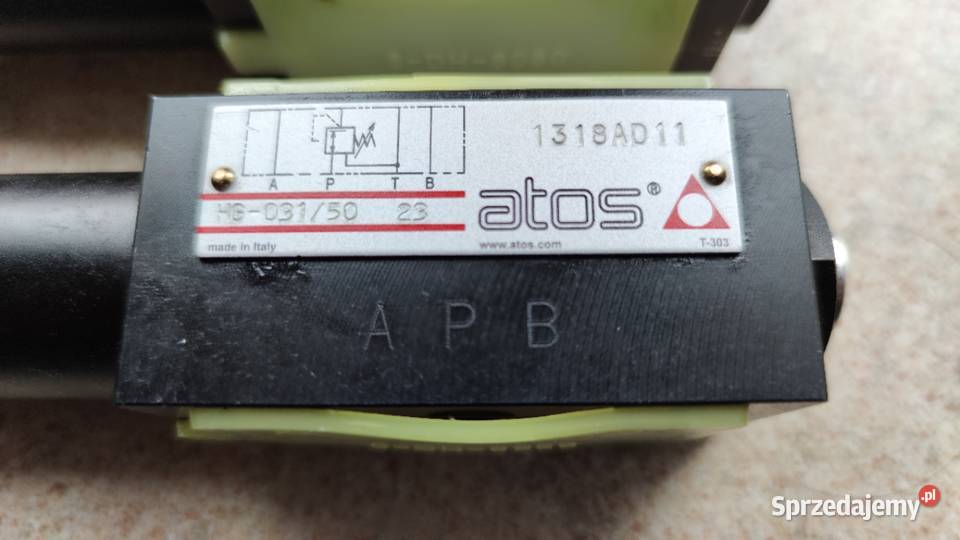 1318AD11
A P T B
HG-031/50 23
atos®
made in Italy
www.atos.com
T-303
A P B
Sprzedajemy.pl